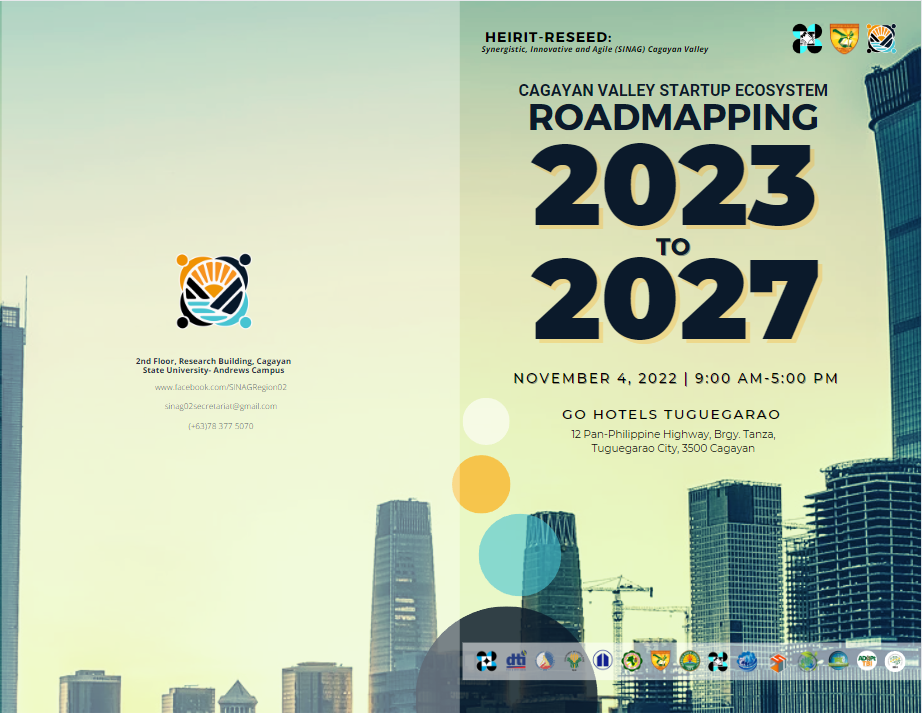 2nd Floor, Research Building, Cagayan
State University- Andrews Campus
www.facebook.com/SINAGRegion02
sinag02secretariat@gmail.com
(+63)78 377 5070
HEIRIT-RESEED:
Synergistic, Innovative and Agile (SINAG) Cagayan Valley
CAGAYAN VALLEY STARTUP ECOSYSTEM
ROADMAPPING
2023
TO
2027
NOVEMBER 4, 2022 | 9:00 AM-5:00 PM
GO HOTELS TUGUEGARAO
12 Pan-Philippine Highway, Brgy. Tanza,
Tuguegarao City, 3500 Cagayan
dti